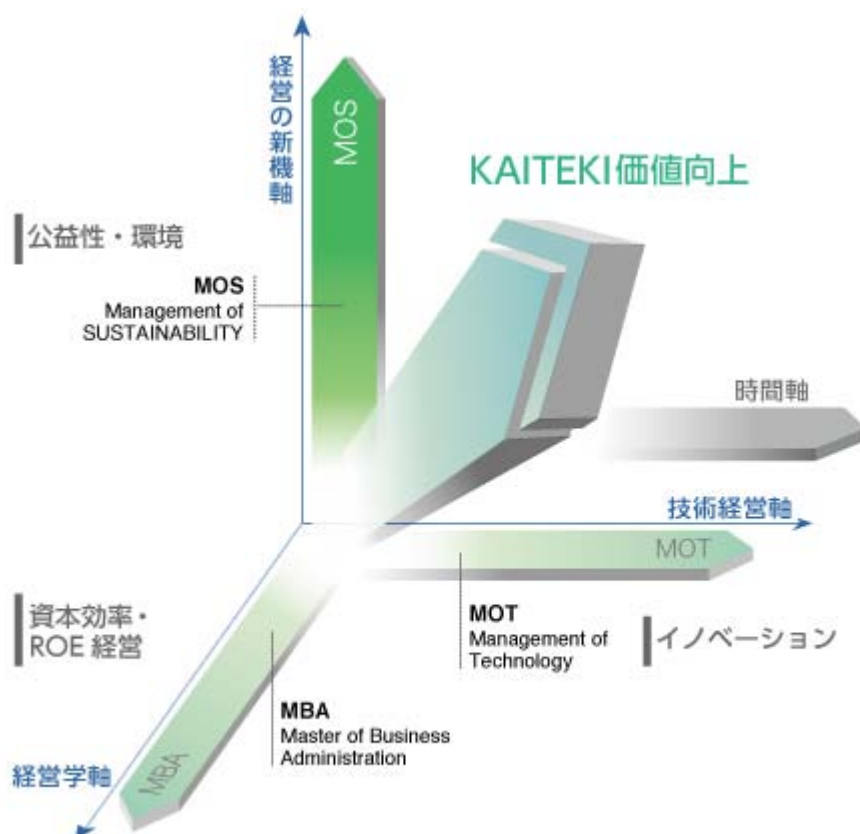 経営の新機軸
MOS
KAITEKI価値向上
公益性・環境
MOS
Management of
SUSTAINABILITY
時間軸
技術経営軸
MOT
資本効率・
ROE 経営
MOT
Management of
Technology
イノベーション
MBA
Master of Business
Administration
経営学軸
MBA